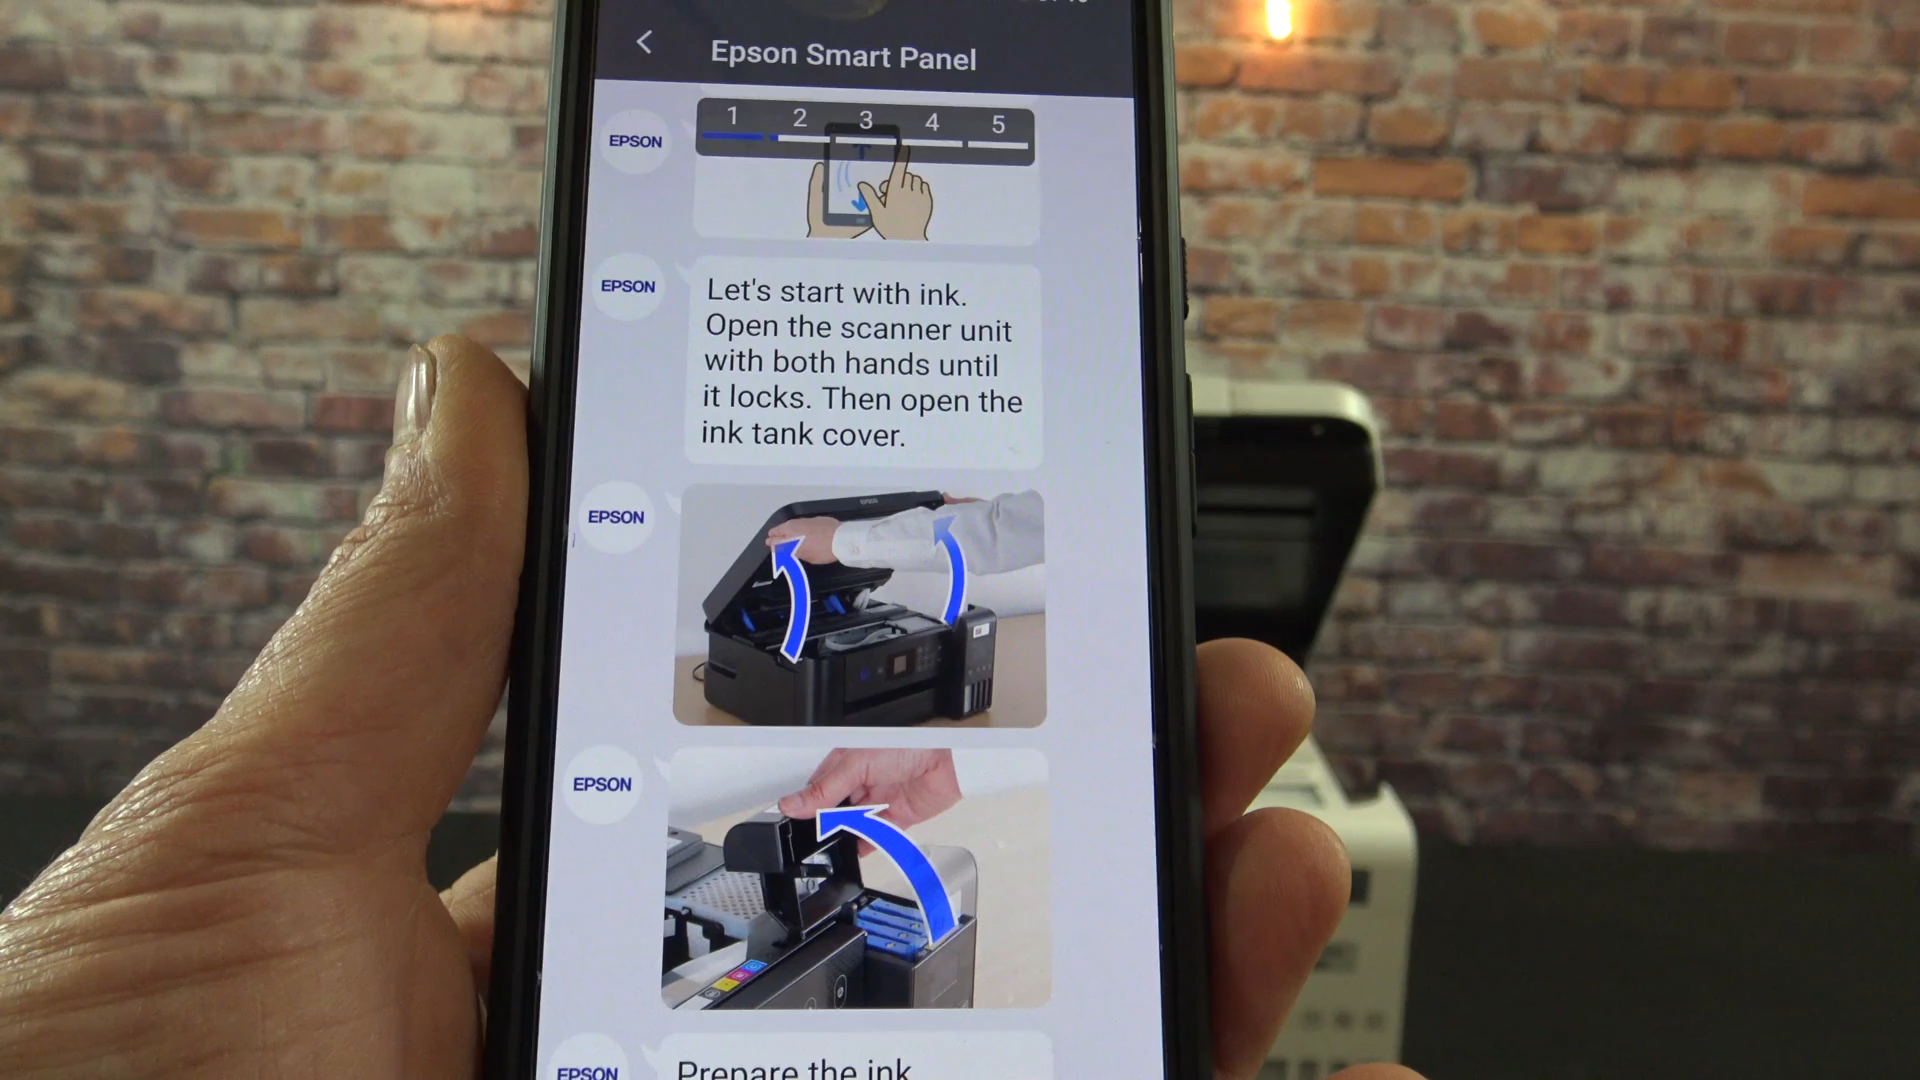 Epson Smart Panel
1 2 3 4 5
EPSON
EPSON
Let's start with ink.
Open the scanner unit
with both hands until
it locks. Then open the
ink tank cover.
EPSON
EPSON
EPSON
EPSON
Prepare the ink